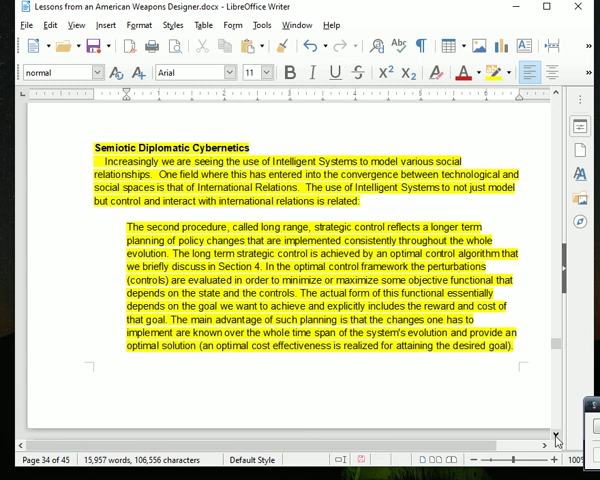 Lessons from an American Weapons Designer.docx - LibreOffice Writer
File Edit View Insert Format Styles Table Form Tools Window Help
normal Arial 11
Semiotic Diplomatic Cybernetics
Increasingly we are seeing the use of Intelligent Systems to model various social
relationships. One field where this has entered into the convergence between technological and
social spaces is that of International Relations. The use of Intelligent Systems to not just model
but control and interact with international relations is related:
The second procedure, called long range, strategic control reflects a longer term
planning of policy changes that are implemented consistently throughout the whole
evolution. The long term strategic control is achieved by an optimal control algorithm that
we briefly discuss in Section 4. In the optimal control framework the perturbations
(controls) are evaluated in order to minimize or maximize some objective functional that
depends on the state and the controls. The actual form of this functional essentially
depends on the goal we want to achieve and explicitly includes the reward and cost of
that goal. The main advantage of such planning is that the changes one has to
implement are known over the whole time span of the system's evolution and provide an
optimal solution (an optimal cost effectiveness is realized for attaining the desired goal).
Page 34 of 45 15,957 words, 106,556 characters Default Style 100%